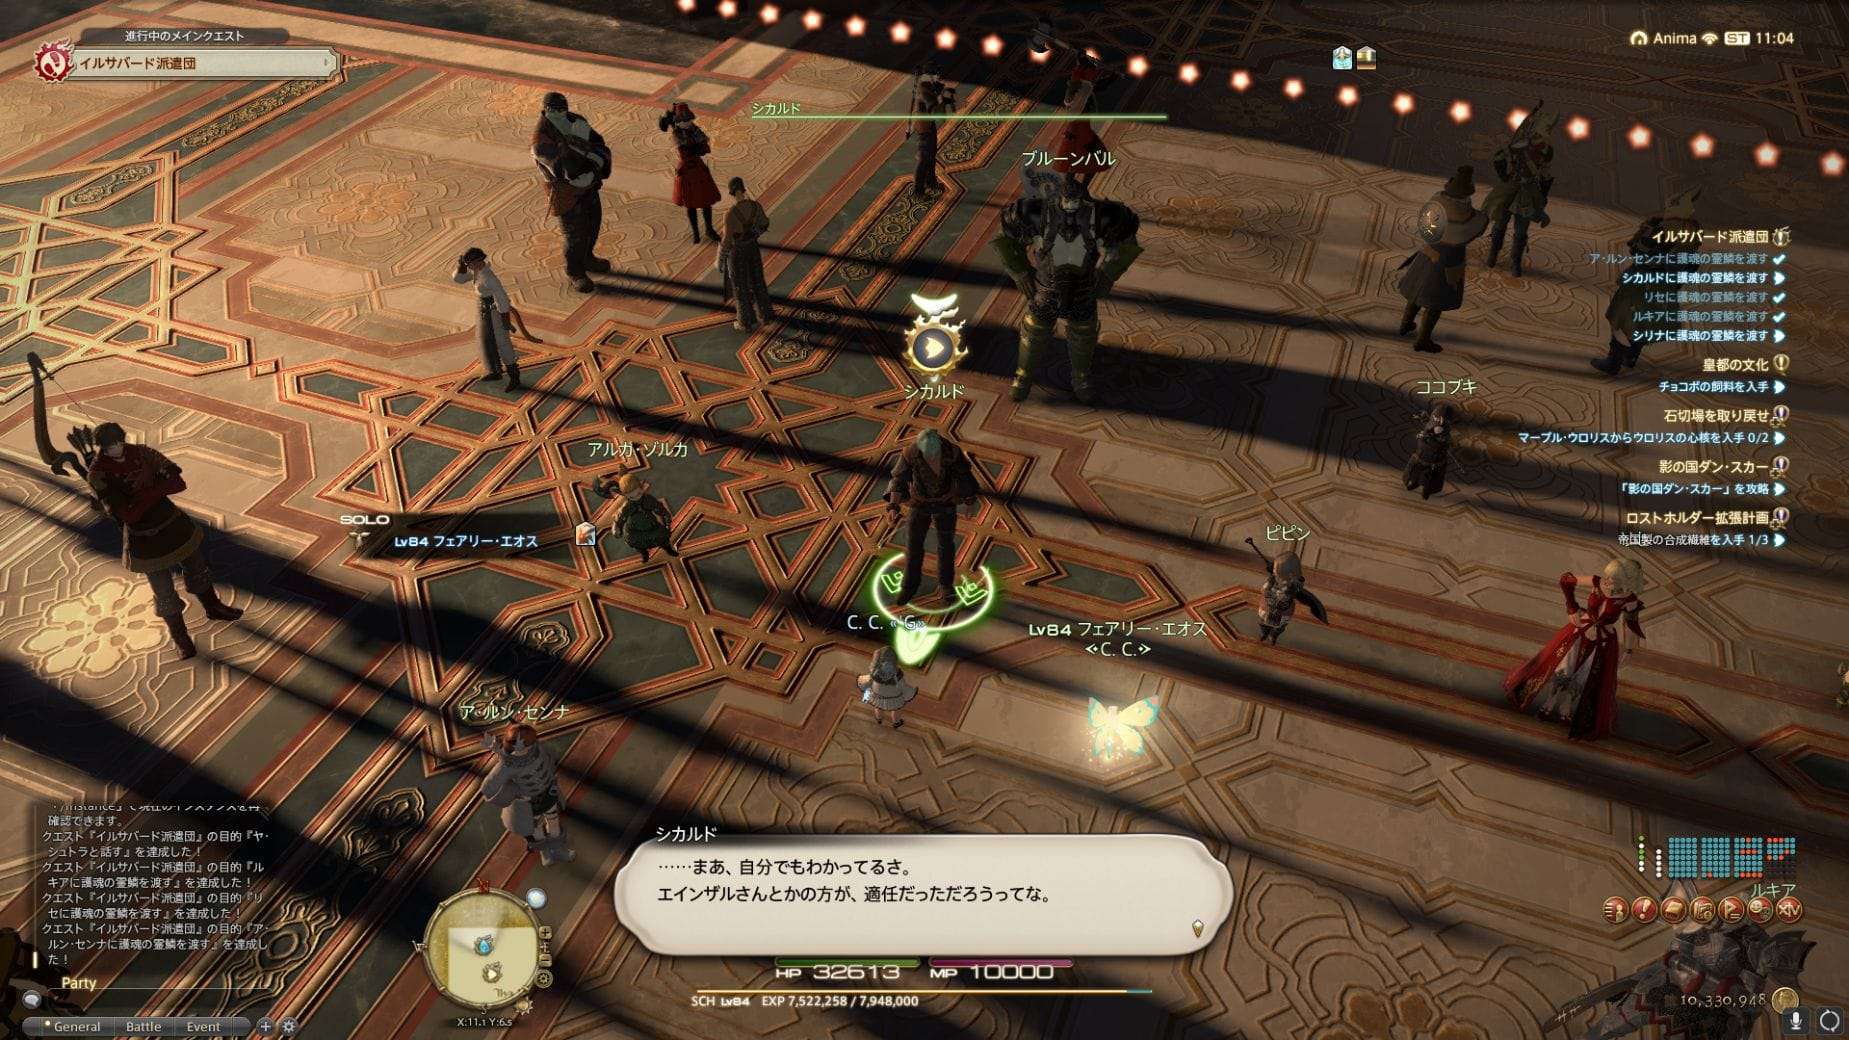 進行中のメインクエスト
イルサバード派遣団
Anima ST 11:04
シカルド
ブルーンバル
シカルド
ココブキ
アルカ・ゾルカ
SOLO
Lv84 フェアリー・エオス
ピピン
C. C. «G»
Lv84 フェアリー・エオス
«C. C.»
ア・ルン・センナ
イルサバード派遣団
ア・ルン・センナに護魂の霊鱗を渡す
シカルドに護魂の霊鱗を渡す
リセに護魂の霊鱗を渡す
ルキアに護魂の霊鱗を渡す
シリナに護魂の霊鱗を渡す
皇都の文化
チョコボの飼料を入手
石切場を取り戻せ
マーブル・ウロリスからウロリスの心核を入手 0/2
影の国ダン・スカー
「影の国ダン・スカー」を攻略
ロストホルダー拡張計画
帝国製の合成繊維を入手 1/3
「/instance」で現在のインスタンスを再
確認できます。
クエスト『イルサバード派遣団』の目的『ヤ・
シュトラと話す』を達成した！
クエスト『イルサバード派遣団』の目的『ル
キアに護魂の霊鱗を渡す』を達成した！
クエスト『イルサバード派遣団』の目的『リ
セに護魂の霊鱗を渡す』を達成した！
クエスト『イルサバード派遣団』の目的『ア・
ルン・センナに護魂の霊鱗を渡す』を達成し
た！
Party
General Battle Event
X:11.1 Y:6.5
シカルド
……まあ、自分でもわかってるさ。
エインザルさんとかの方が、適任だっただろうってな。
HP 32613 MP 10000
SCH Lv84 EXP 7,522,258 / 7,948,000
ルキア
XIV
10,330,948